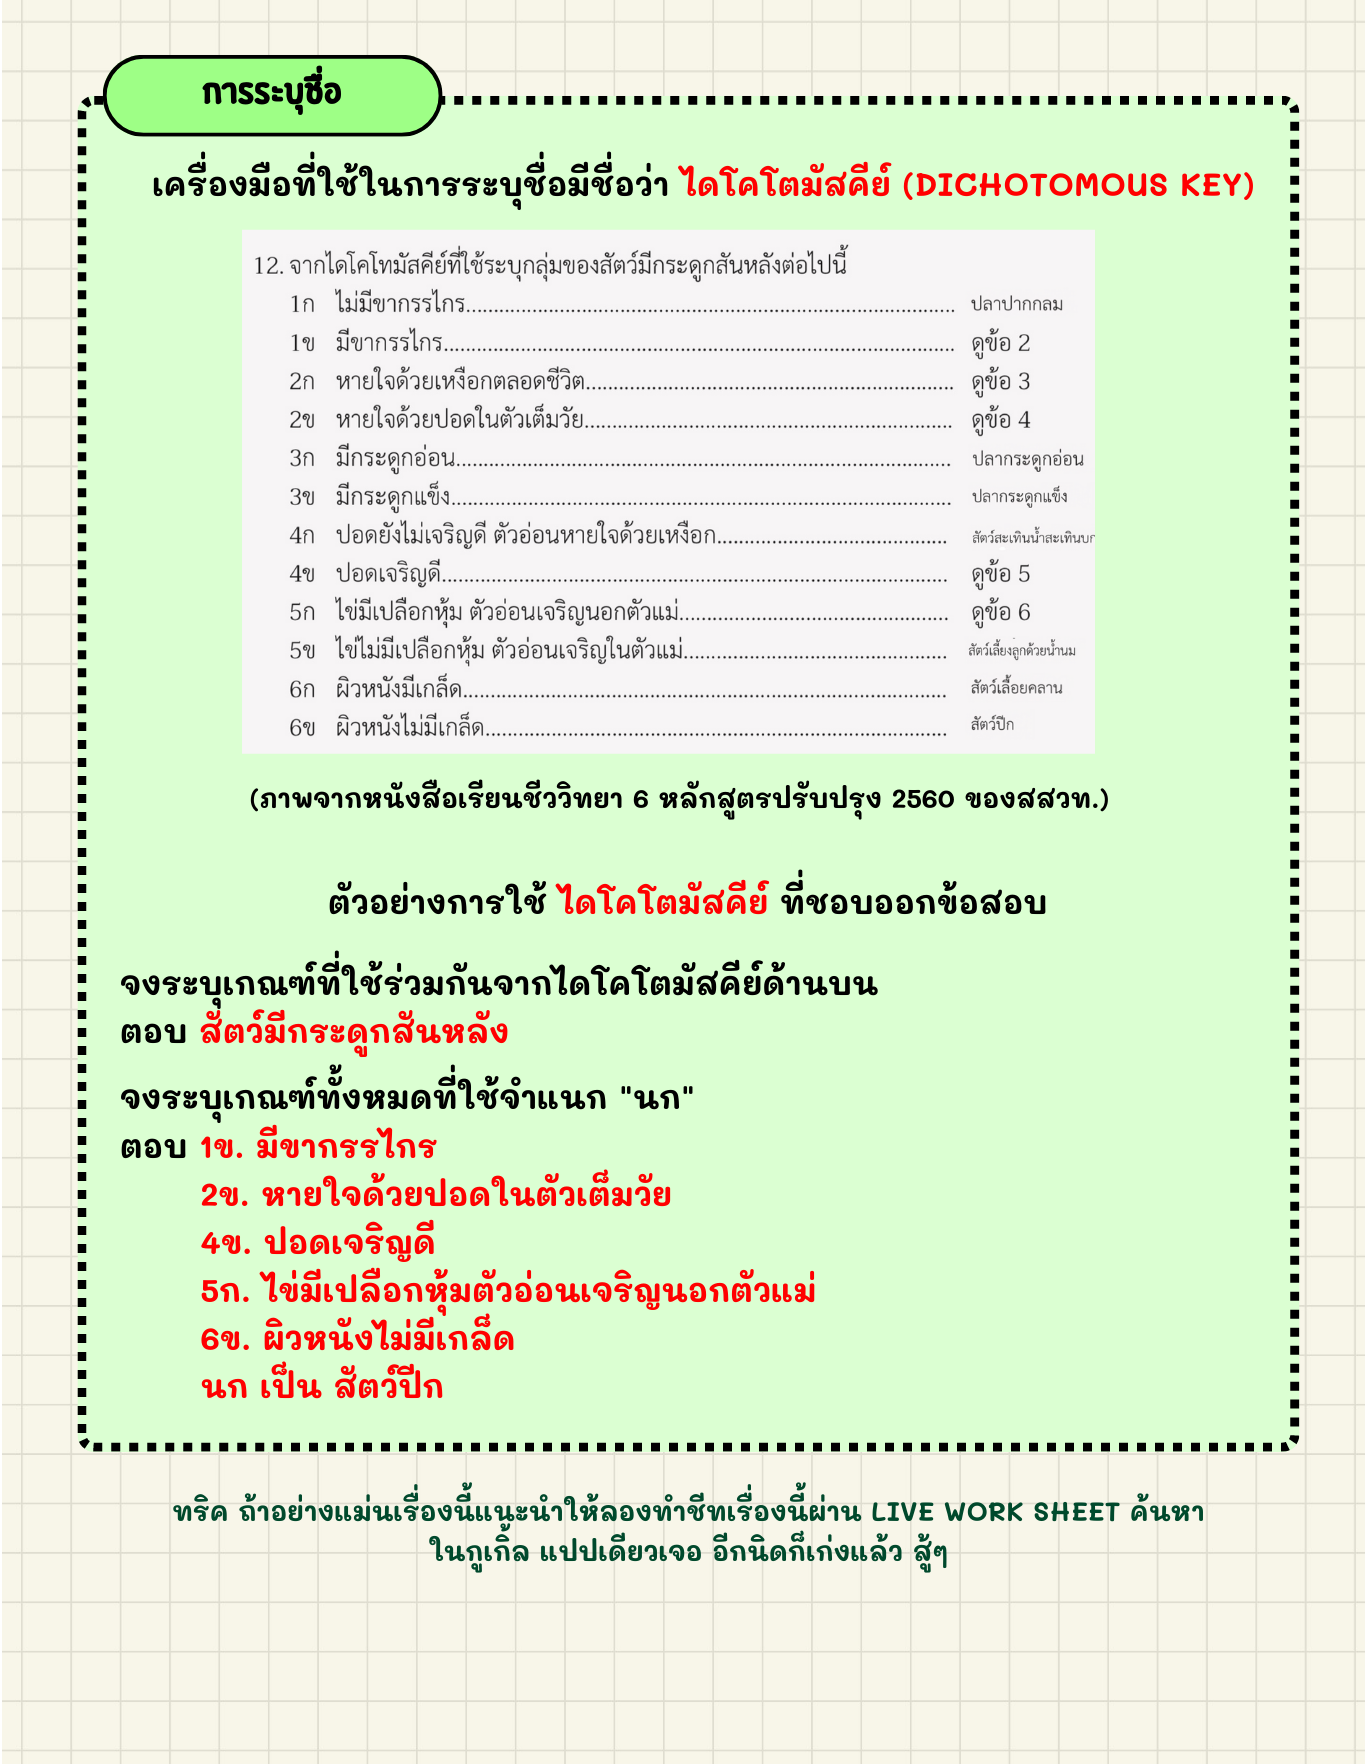 การระบุชื่อ
เครื่องมือที่ใช้ในการระบุชื่อมีชื่อว่า ไดโคโตมัสคีย์ (DICHOTOMOUS KEY)
12. จากไดโคโทมัสคีย์ที่ใช้ระบุกลุ่มของสัตว์มีกระดูกสันหลังต่อไปนี้
1ก ไม่มีขากรรไกร........................................................................................ ปลาปากกลม
1ข มีขากรรไกร............................................................................................ ดูข้อ 2
2ก หายใจด้วยเหงือกตลอดชีวิต................................................................... ดูข้อ 3
2ข หายใจด้วยปอดในตัวเต็มวัย................................................................... ดูข้อ 4
3ก มีกระดูกอ่อน......................................................................................... ปลากระดูกอ่อน
3ข มีกระดูกแข็ง.......................................................................................... ปลากระดูกแข็ง
4ก ปอดยังไม่เจริญดี ตัวอ่อนหายใจด้วยเหงือก......................................... สัตว์สะเทินน้ำสะเทินบก
4ข ปอดเจริญดี........................................................................................... ดูข้อ 5
5ก ไข่มีเปลือกหุ้ม ตัวอ่อนเจริญนอกตัวแม่................................................. ดูข้อ 6
5ข ไข่ไม่มีเปลือกหุ้ม ตัวอ่อนเจริญในตัวแม่................................................ สัตว์เลี้ยงลูกด้วยน้ำนม
6ก ผิวหนังมีเกล็ด....................................................................................... สัตว์เลื้อยคลาน
6ข ผิวหนังไม่มีเกล็ด................................................................................... สัตว์ปีก
(ภาพจากหนังสือเรียนชีววิทยา 6 หลักสูตรปรับปรุง 2560 ของสสวท.)
ตัวอย่างการใช้ ไดโคโตมัสคีย์ ที่ชอบออกข้อสอบ
จงระบุเกณฑ์ที่ใช้ร่วมกันจากไดโคโตมัสคีย์ด้านบน
ตอบ สัตว์มีกระดูกสันหลัง
จงระบุเกณฑ์ทั้งหมดที่ใช้จำแนก "นก"
ตอบ 1ข. มีขากรรไกร
2ข. หายใจด้วยปอดในตัวเต็มวัย
4ข. ปอดเจริญดี
5ก. ไข่มีเปลือกหุ้มตัวอ่อนเจริญนอกตัวแม่
6ข. ผิวหนังไม่มีเกล็ด
นก เป็น สัตว์ปีก
ทริค ถ้าอย่างแม่นเรื่องนี้แนะนำให้ลองทำชีทเรื่องนี้ผ่าน LIVE WORK SHEET ค้นหา
ในกูเกิ้ล แปปเดียวเจอ อีกนิดก็เก่งแล้ว สู้ๆ